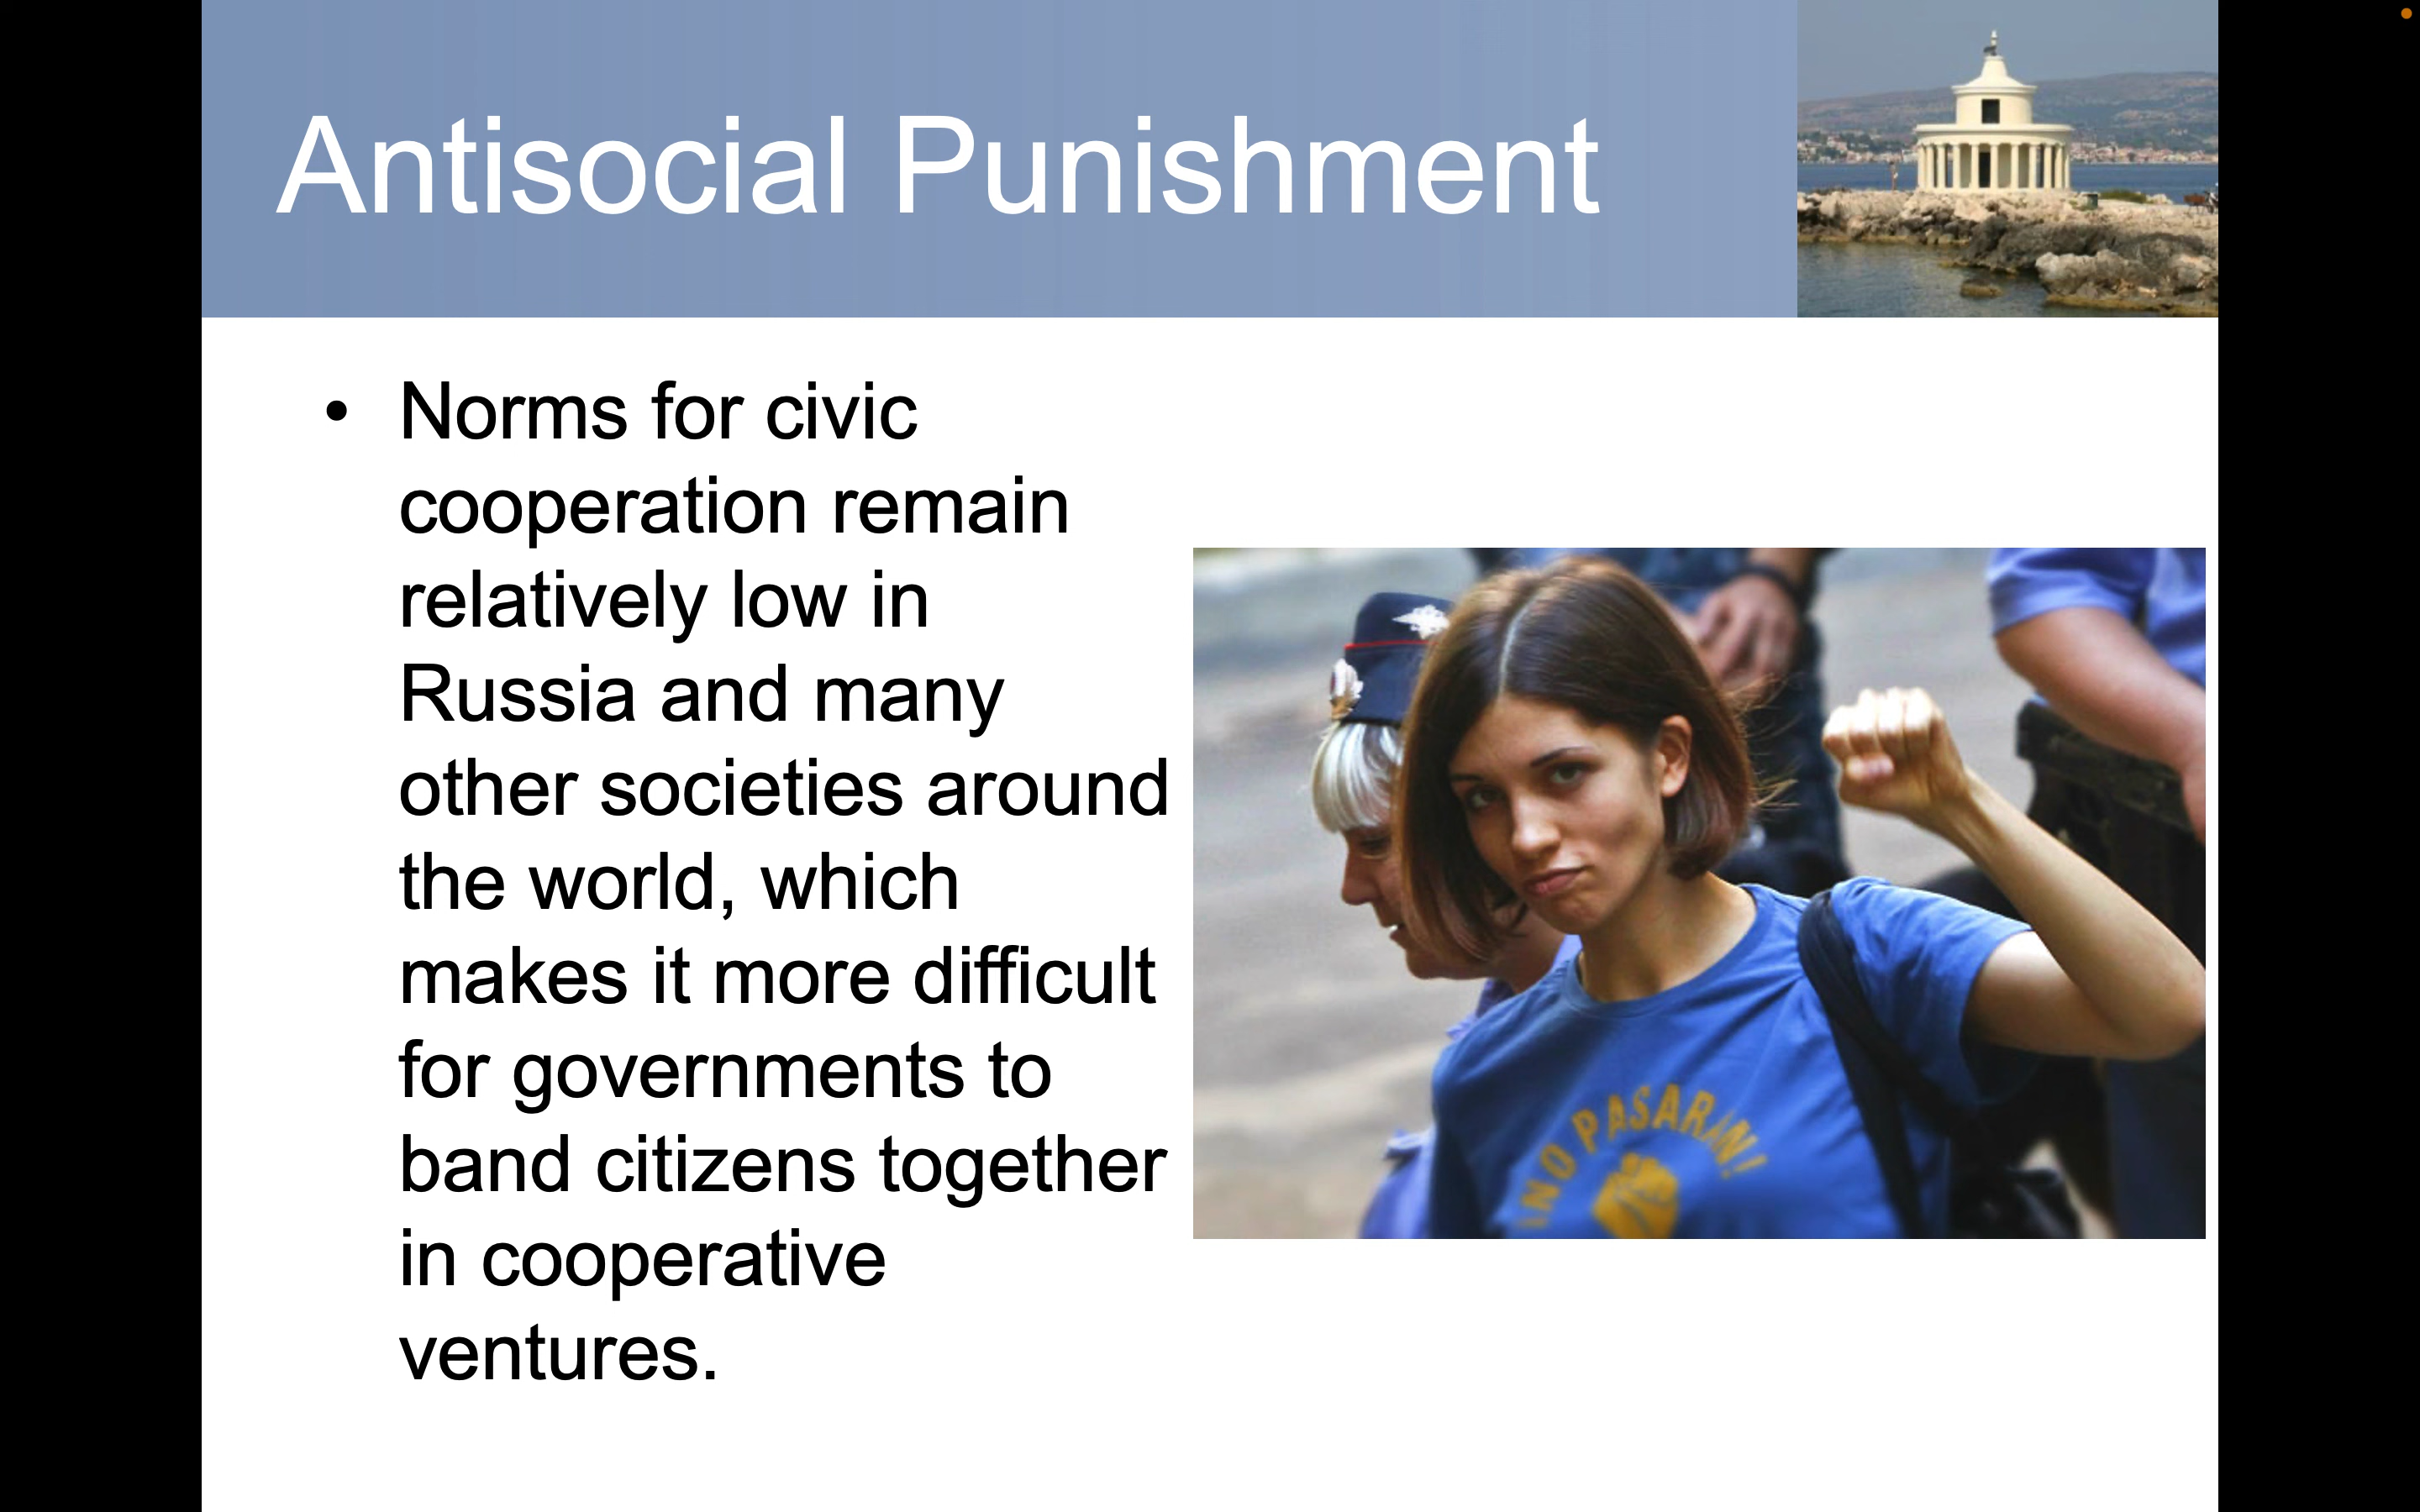 Antisocial Punishment
• Norms for civic
cooperation remain
relatively low in
Russia and many
other societies around
the world, which
makes it more difficult
for governments to
band citizens together
in cooperative
ventures.
¡NO PASARÁN!